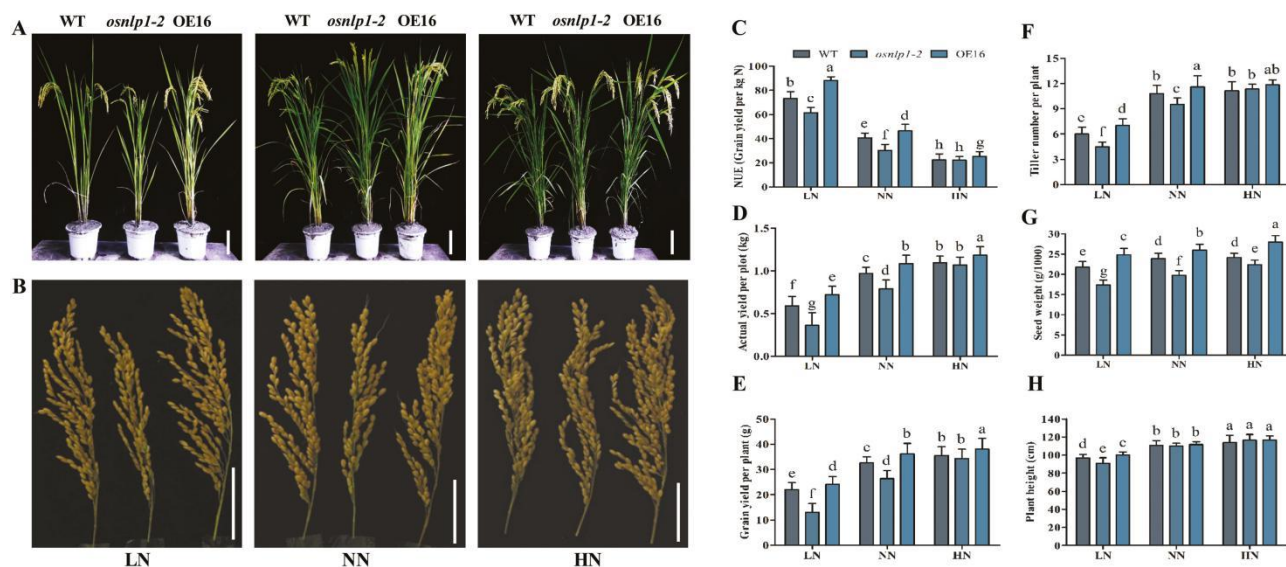 WT osnlp1-2 OE16 WT osnlp1-2 OE16 WT osnlp1-2 OE16
A
B
LN NN HN
C
WT osnlp1-2 OE16
NUE (Grain yield per kg N)
100
80
60
40
20
0
b c a e f d h h g
LN NN HN
D
Actual yield per plot (kg)
1.5
1.0
0.5
0.0
f g e c d b b b a
LN NN HN
E
Grain yield per plant (g)
50
40
30
20
10
0
e f d c d b b b a
LN NN HN
F
Tiller number per plant
15
12
9
6
3
0
e f d b c a b b ab
LN NN HN
G
Seed weight (g/1000)
30
25
20
15
10
5
0
e g c d f b d e a
LN NN HN
H
Plant height (cm)
140
120
100
80
60
40
20
0
d e c b b b a a a
LN NN HN